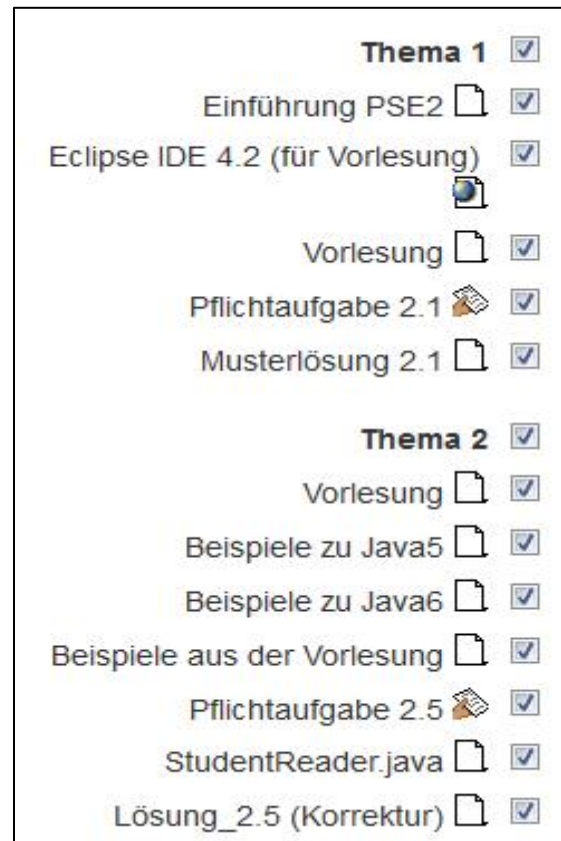 Thema 1
Einführung PSE2
Eclipse IDE 4.2 (für Vorlesung)
Vorlesung
Pflichtaufgabe 2.1
Musterlösung 2.1
Thema 2
Vorlesung
Beispiele zu Java5
Beispiele zu Java6
Beispiele aus der Vorlesung
Pflichtaufgabe 2.5
StudentReader.java
Lösung_2.5 (Korrektur)